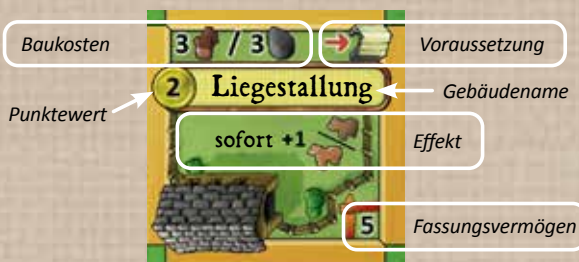 Baukosten 3 / 3 Voraussetzung
2 Liegestallung Gebäudename
Punktewert
sofort +1 Effekt
5 Fassungsvermögen